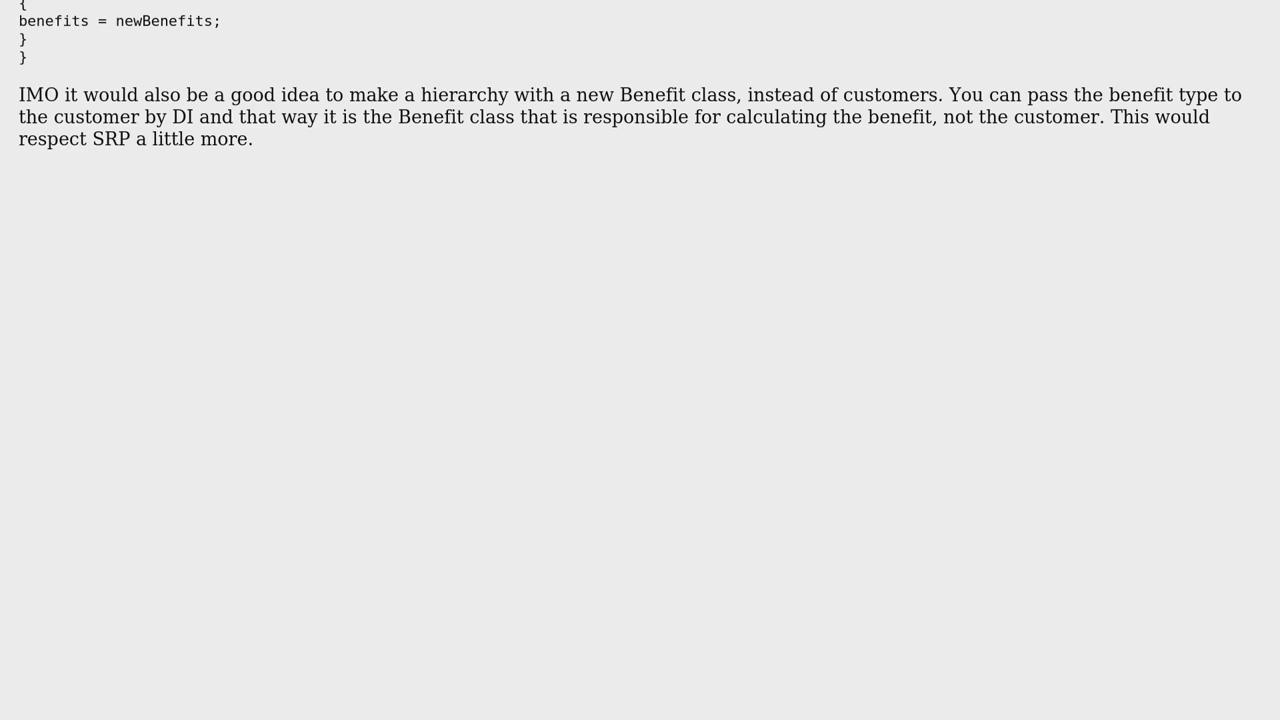 {
benefits = newBenefits;
}
}
IMO it would also be a good idea to make a hierarchy with a new Benefit class, instead of customers. You can pass the benefit type to
the customer by DI and that way it is the Benefit class that is responsible for calculating the benefit, not the customer. This would
respect SRP a little more.